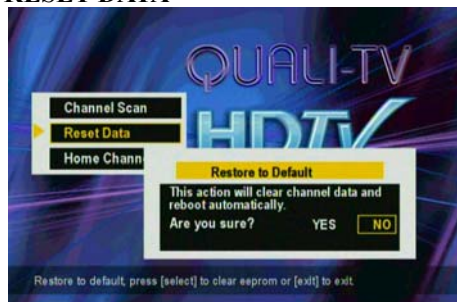 RESET DATA
QUALI-TV
HDTV
Channel Scan
Reset Data
Home Chann
Restore to Default
This action will clear channel data and
reboot automatically.
Are you sure? YES NO
Restore to default, press [select] to clear eeprom or [exit] to exit.